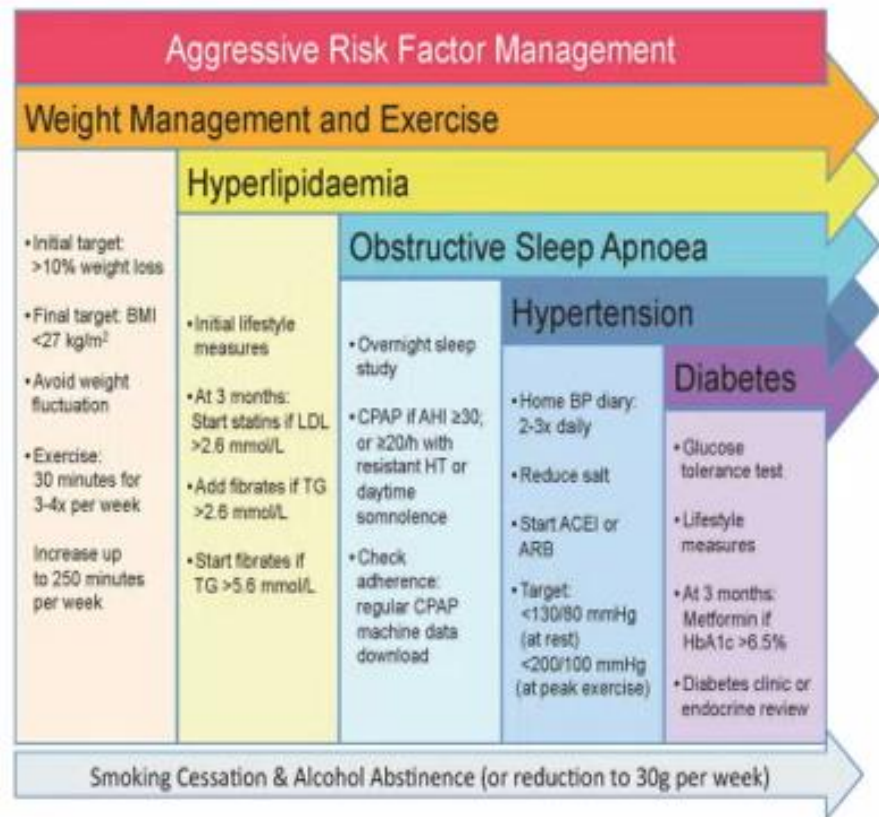 Aggressive Risk Factor Management
Weight Management and Exercise
•Initial target:
>10% weight loss
•Final target: BMI
<27 kg/m²
•Avoid weight
fluctuation
•Exercise:
30 minutes for
3-4x per week
Increase up
to 250 minutes
per week
Hyperlipidaemia
•Initial lifestyle
measures
•At 3 months:
Start statins if LDL
>2.6 mmol/L
•Add fibrates if TG
>2.6 mmol/L
•Start fibrates if
TG >5.6 mmol/L
Obstructive Sleep Apnoea
•Overnight sleep
study
•CPAP if AHI ≥30;
or ≥20/h with
resistant HT or
daytime
somnolence
•Check
adherence:
regular CPAP
machine data
download
Hypertension
•Home BP diary:
2-3x daily
•Reduce salt
•Start ACEI or
ARB
•Target:
<130/80 mmHg
(at rest)
<200/100 mmHg
(at peak exercise)
Diabetes
•Glucose
tolerance test
•Lifestyle
measures
•At 3 months:
Metformin if
HbA1c >6.5%
•Diabetes clinic or
endocrine review
Smoking Cessation & Alcohol Abstinence (or reduction to 30g per week)